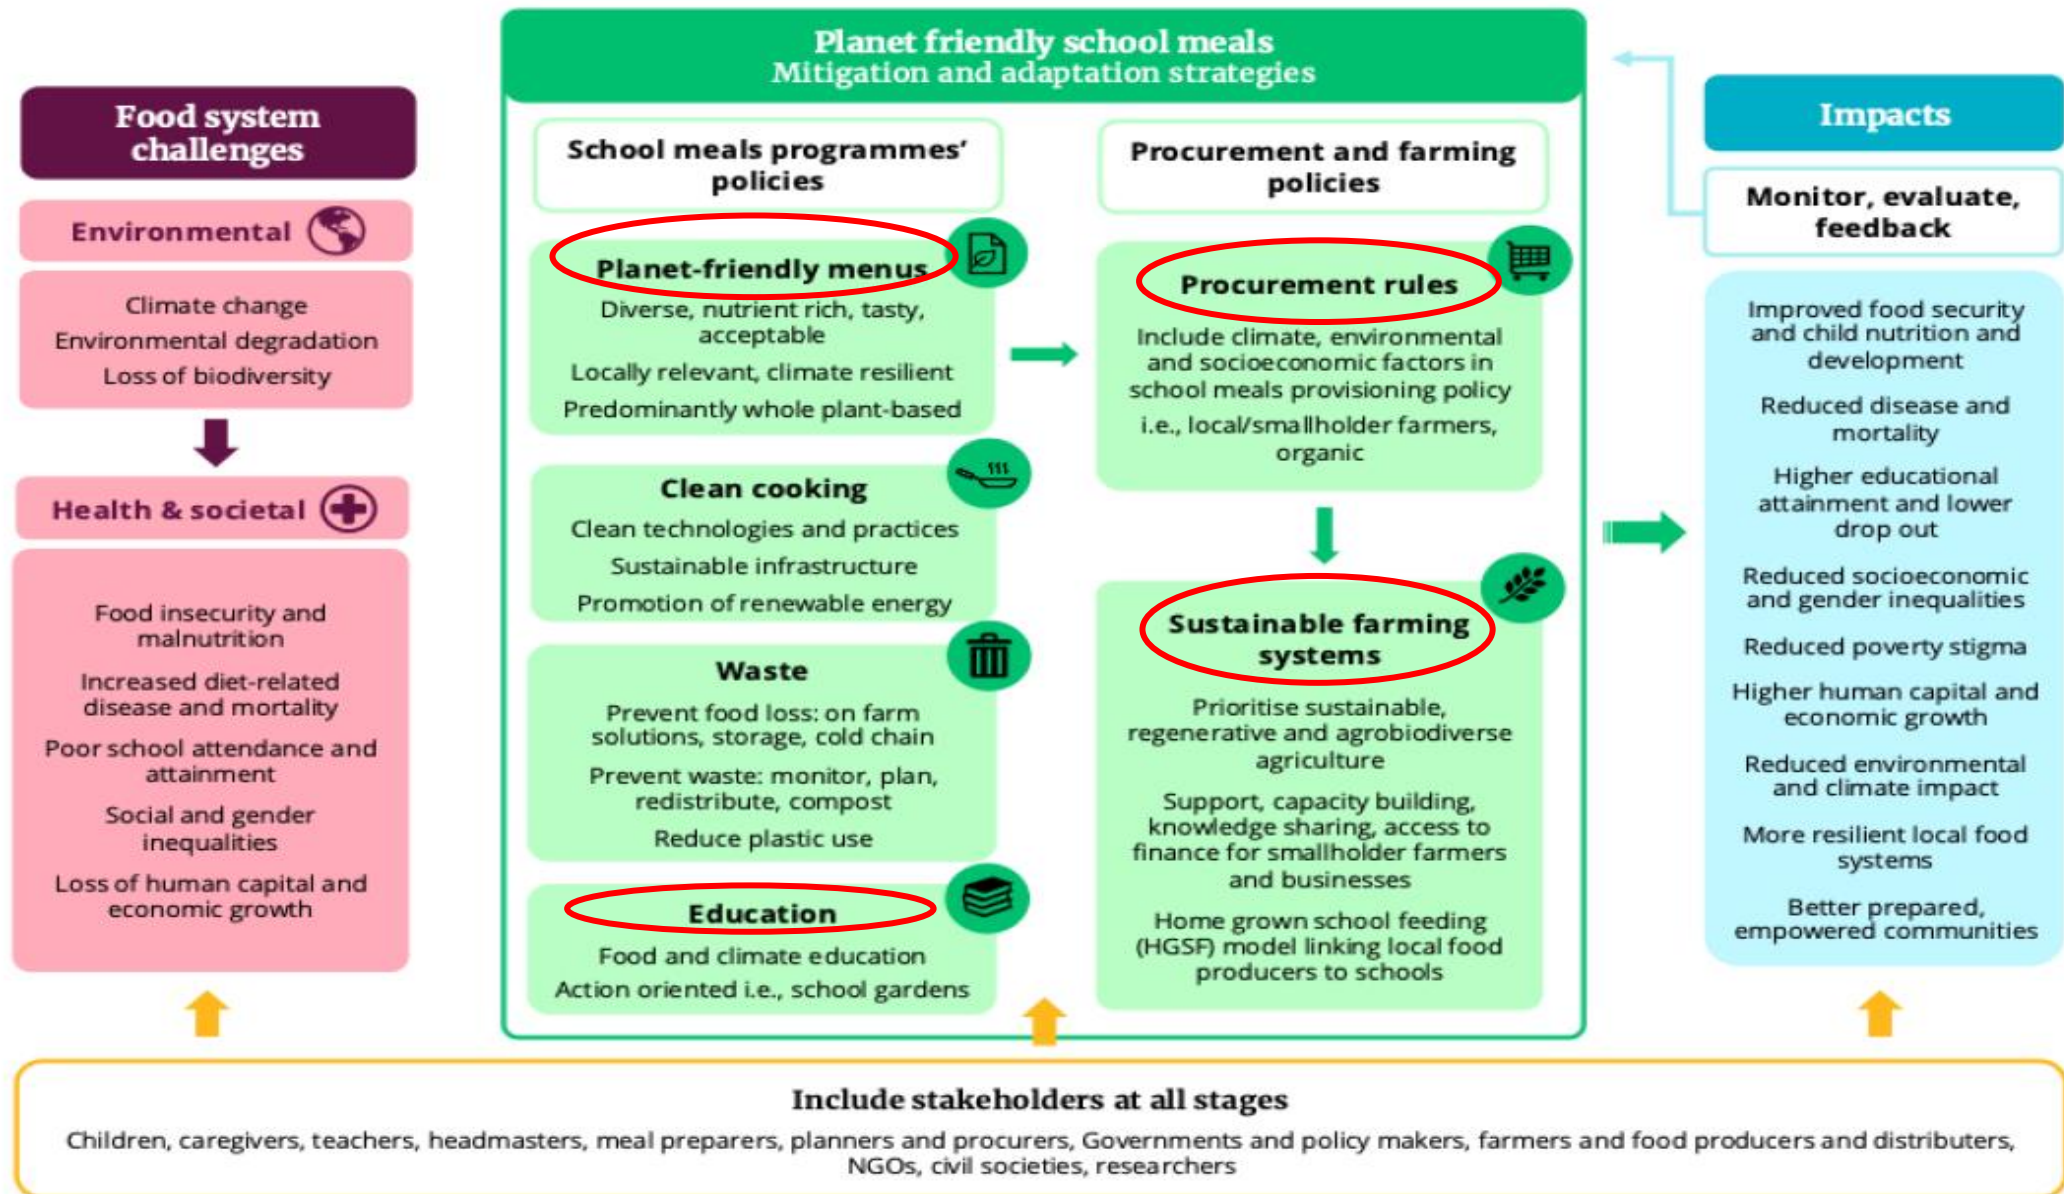 Food system
challenges
Environmental
Climate change
Environmental degradation
Loss of biodiversity
Health & societal
Food insecurity and
malnutrition
Increased diet-related
disease and mortality
Poor school attendance and
attainment
Social and gender
inequalities
Loss of human capital and
economic growth
Planet friendly school meals
Mitigation and adaptation strategies
School meals programmes’
policies
Planet-friendly menus
Diverse, nutrient rich, tasty,
acceptable
Locally relevant, climate resilient
Predominantly whole plant-based
Clean cooking
Clean technologies and practices
Sustainable infrastructure
Promotion of renewable energy
Waste
Prevent food loss: on farm
solutions, storage, cold chain
Prevent waste: monitor, plan,
redistribute, compost
Reduce plastic use
Education
Food and climate education
Action oriented i.e., school gardens
Procurement and farming
policies
Procurement rules
Include climate, environmental
and socioeconomic factors in
school meals provisioning policy
i.e., local/smallholder farmers,
organic
Sustainable farming
systems
Prioritise sustainable,
regenerative and agrobiodiverse
agriculture
Support, capacity building,
knowledge sharing, access to
finance for smallholder farmers
and businesses
Home grown school feeding
(HGSF) model linking local food
producers to schools
Impacts
Monitor, evaluate,
feedback
Improved food security
and child nutrition and
development
Reduced disease and
mortality
Higher educational
attainment and lower
drop out
Reduced socioeconomic
and gender inequalities
Reduced poverty stigma
Higher human capital and
economic growth
Reduced environmental
and climate impact
More resilient local food
systems
Better prepared,
empowered communities
Include stakeholders at all stages
Children, caregivers, teachers, headmasters, meal preparers, planners and procurers, Governments and policy makers, farmers and food producers and distributers,
NGOs, civil societies, researchers